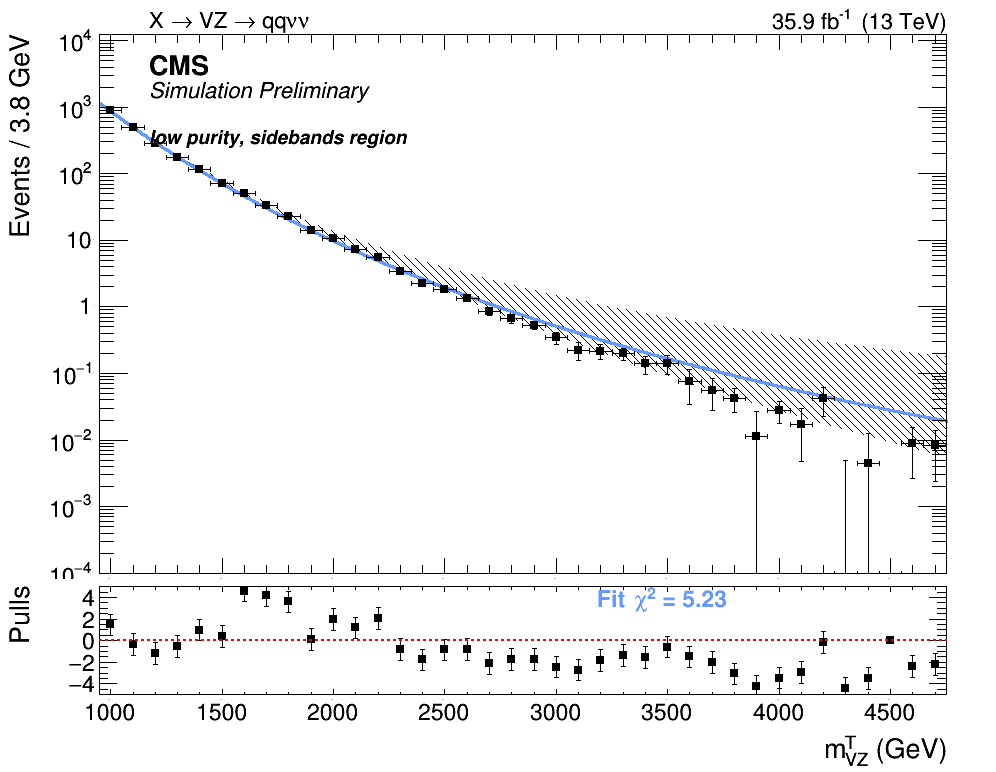 X → VZ → qqνν
35.9 fb⁻¹ (13 TeV)
CMS
Simulation Preliminary
low purity, sidebands region
Events / 3.8 GeV
10⁴
10³
10²
10
1
10⁻¹
10⁻²
10⁻³
10⁻⁴
Pulls
4
2
0
−2
−4
Fit χ² = 5.23
1000 1500 2000 2500 3000 3500 4000 4500
m^T_VZ (GeV)